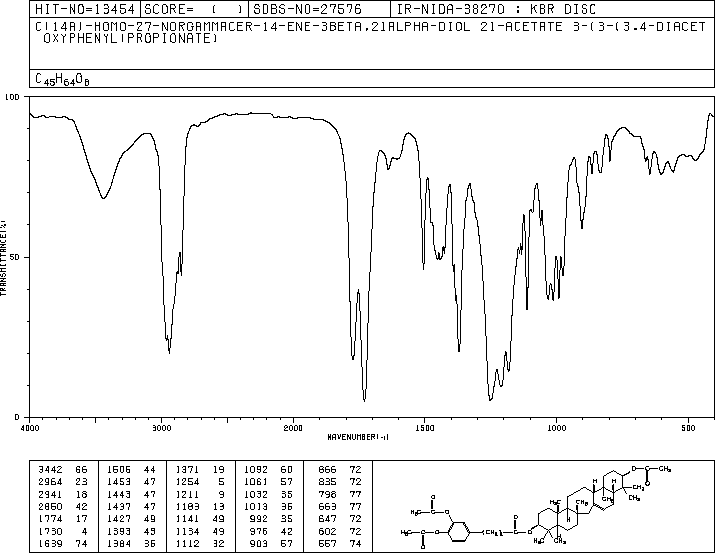 HIT-NO=13454 SCORE= ( ) SDBS-NO=27576 IR-NIDA-38270 : KBR DISC
C(14A)-HOMO-27-NORGAMMACER-14-ENE-3BETA,21ALPHA-DIOL 21-ACETATE 3-(3-(3,4-DIACET
OXYPHENYL)PROPIONATE)
C45H64O8
100
50
0
TRANSMITTANCE(%)
4000 3000 2000 1500 1000 500
WAVENUMBER(-1)
3442 66 1506 44 1371 19 1092 60 866 72
2964 23 1453 47 1254 5 1061 57 835 72
2941 18 1443 47 1211 9 1032 35 798 77
2860 42 1437 47 1183 13 1013 36 663 77
1774 17 1427 49 1141 49 992 35 647 72
1730 4 1393 49 1134 49 976 42 602 72
1639 74 1384 36 1112 32 903 57 557 74